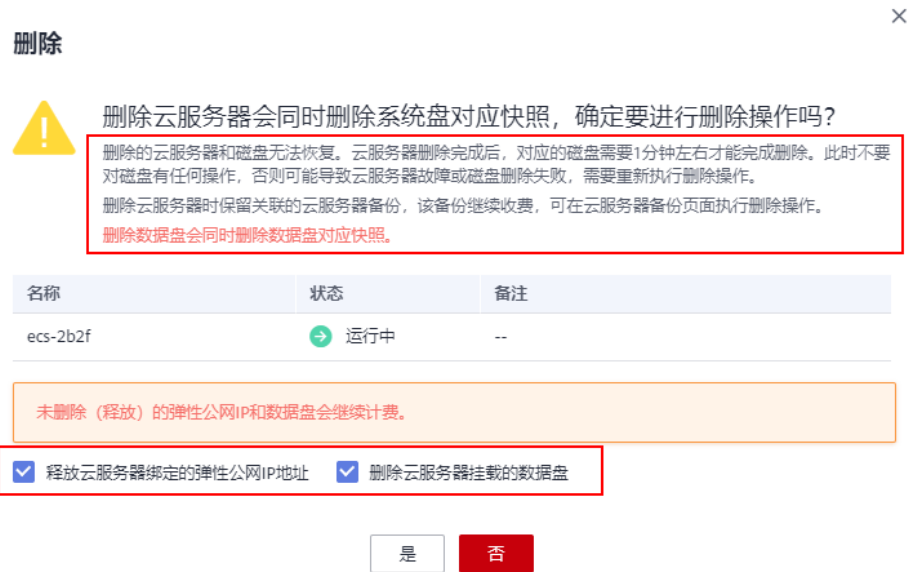 删除
删除云服务器会同时删除系统盘对应快照，确定要进行删除操作吗？
删除的云服务器和磁盘无法恢复。云服务器删除完成后，对应的磁盘需要1分钟左右才能完成删除。此时不要
对磁盘有任何操作，否则可能导致云服务器故障或磁盘删除失败，需要重新执行删除操作。
删除云服务器时保留关联的云服务器备份，该备份继续收费，可在云服务器备份页面执行删除操作。
删除数据盘会同时删除数据盘对应快照。
名称 状态 备注
ecs-2b2f 运行中 --
未删除（释放）的弹性公网IP和数据盘会继续计费。
释放云服务器绑定的弹性公网IP地址 删除云服务器挂载的数据盘
是 否